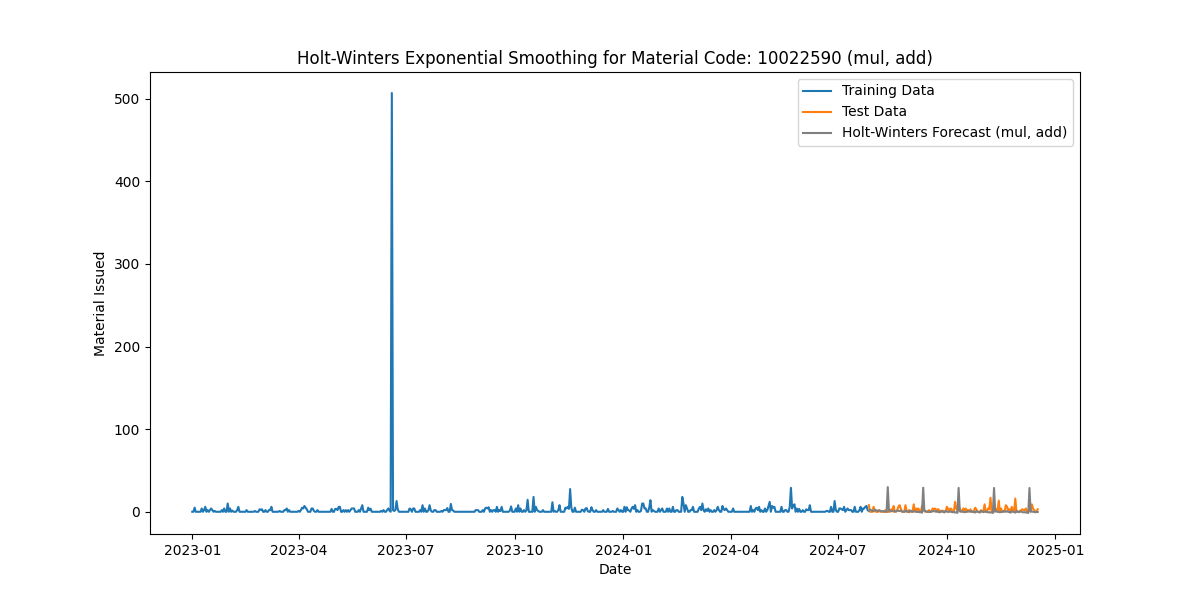 Holt-Winters Exponential Smoothing for Material Code: 10022590 (mul, add)
Training Data
Test Data
Holt-Winters Forecast (mul, add)
Material Issued
500
400
300
200
100
0
2023-01 2023-04 2023-07 2023-10 2024-01 2024-04 2024-07 2024-10 2025-01
Date